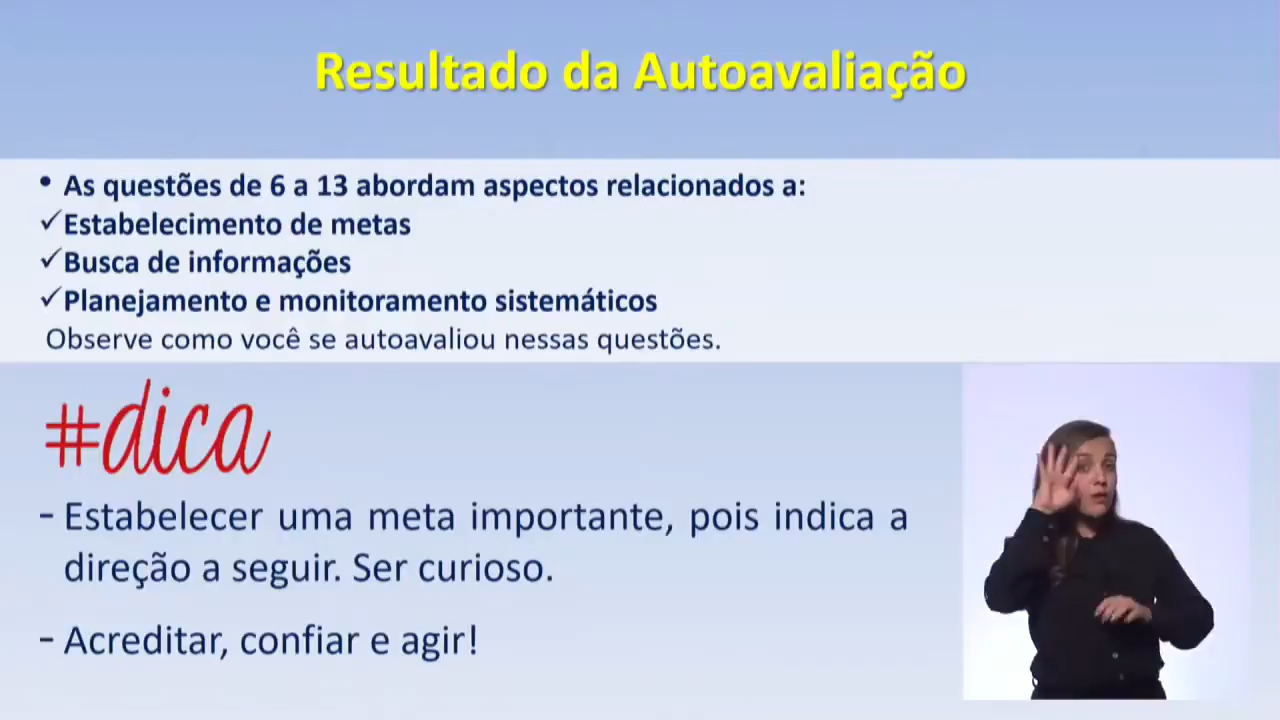 Resultado da Autoavaliação
• As questões de 6 a 13 abordam aspectos relacionados a:
✓Estabelecimento de metas
✓Busca de informações
✓Planejamento e monitoramento sistemáticos
Observe como você se autoavaliou nessas questões.
#dica
- Estabelecer uma meta importante, pois indica a
direção a seguir. Ser curioso.
- Acreditar, confiar e agir!